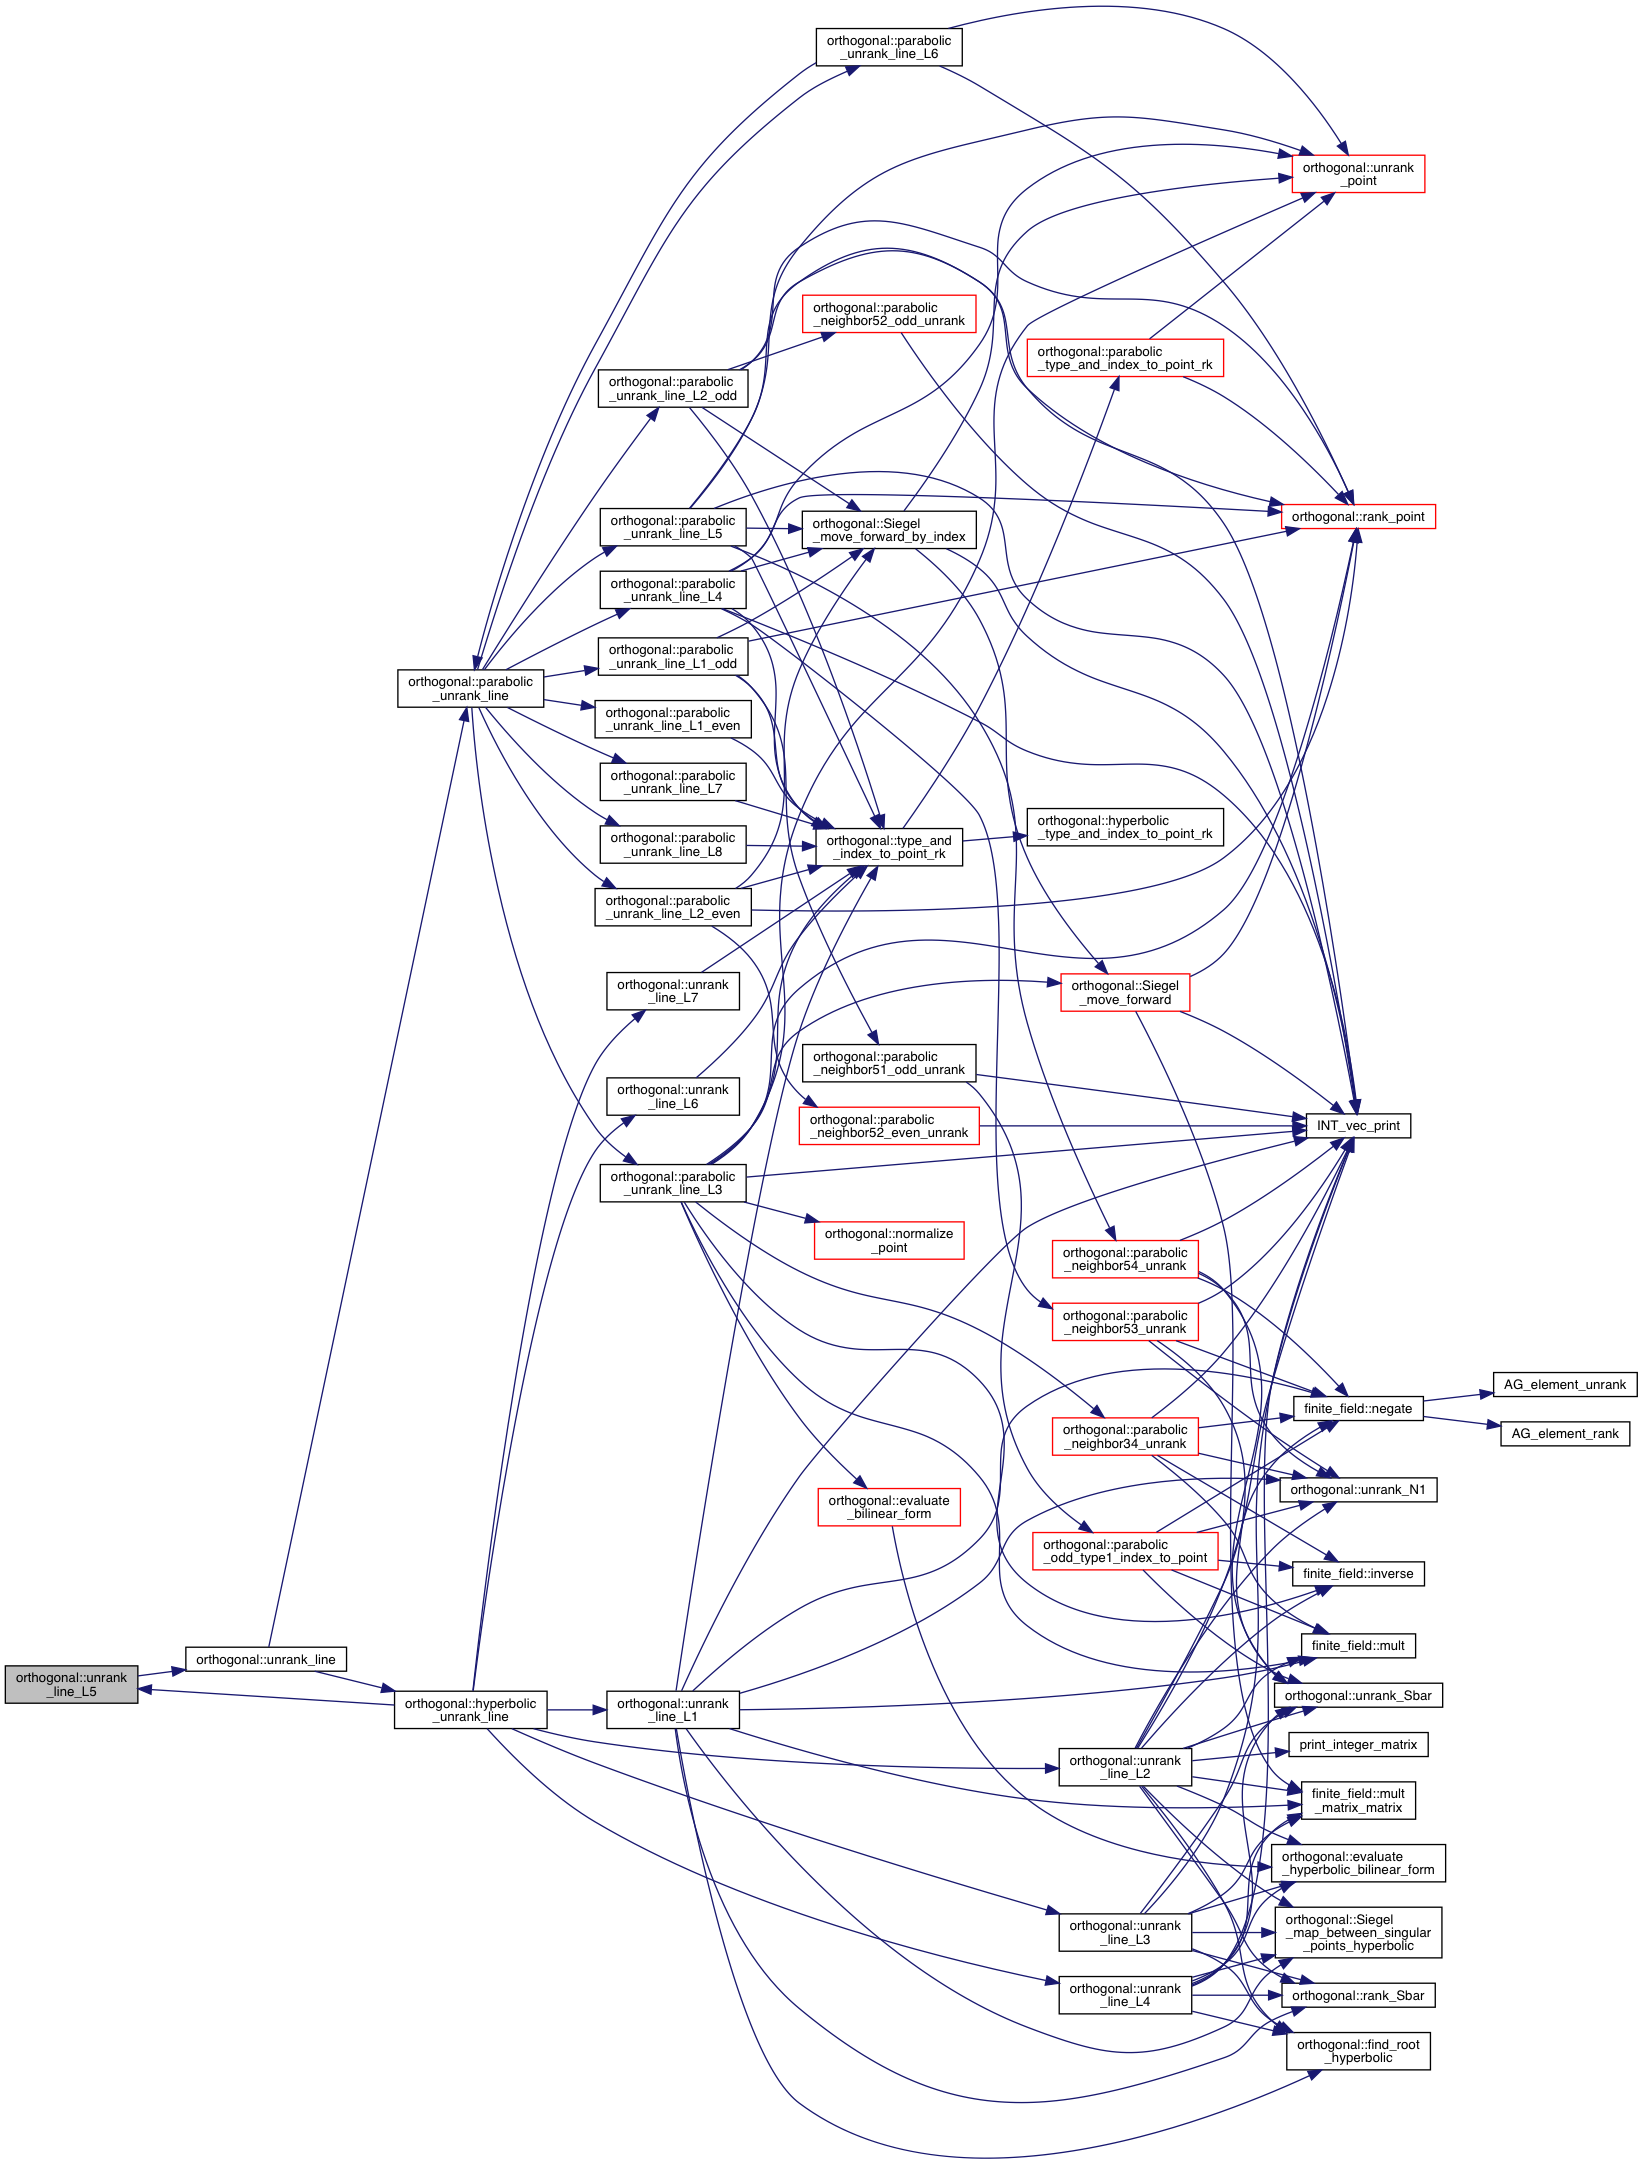 orthogonal::parabolic
_unrank_line_L6
orthogonal::unrank
_point
orthogonal::parabolic
_neighbor52_odd_unrank
orthogonal::parabolic
_type_and_index_to_point_rk
orthogonal::parabolic
_unrank_line_L2_odd
orthogonal::parabolic
_unrank_line_L5
orthogonal::Siegel
_move_forward_by_index
orthogonal::rank_point
orthogonal::parabolic
_unrank_line_L4
orthogonal::parabolic
_unrank_line_L1_odd
orthogonal::parabolic
_unrank_line
orthogonal::parabolic
_unrank_line_L1_even
orthogonal::parabolic
_unrank_line_L7
orthogonal::parabolic
_unrank_line_L8
orthogonal::type_and
_index_to_point_rk
orthogonal::hyperbolic
_type_and_index_to_point_rk
orthogonal::parabolic
_unrank_line_L2_even
orthogonal::unrank
_line_L7
orthogonal::Siegel
_move_forward
orthogonal::parabolic
_neighbor51_odd_unrank
orthogonal::unrank
_line_L6
orthogonal::parabolic
_neighbor52_even_unrank
INT_vec_print
orthogonal::parabolic
_unrank_line_L3
orthogonal::normalize
_point
orthogonal::parabolic
_neighbor54_unrank
orthogonal::parabolic
_neighbor53_unrank
AG_element_unrank
finite_field::negate
AG_element_rank
orthogonal::parabolic
_neighbor34_unrank
orthogonal::unrank_N1
orthogonal::evaluate
_bilinear_form
orthogonal::parabolic
_odd_type1_index_to_point
finite_field::inverse
finite_field::mult
orthogonal::unrank_line
orthogonal::unrank
_line_L5
orthogonal::hyperbolic
_unrank_line
orthogonal::unrank
_line_L1
orthogonal::unrank_Sbar
print_integer_matrix
orthogonal::unrank
_line_L2
finite_field::mult
_matrix_matrix
orthogonal::evaluate
_hyperbolic_bilinear_form
orthogonal::unrank
_line_L3
orthogonal::Siegel
_map_between_singular
_points_hyperbolic
orthogonal::unrank
_line_L4
orthogonal::rank_Sbar
orthogonal::find_root
_hyperbolic